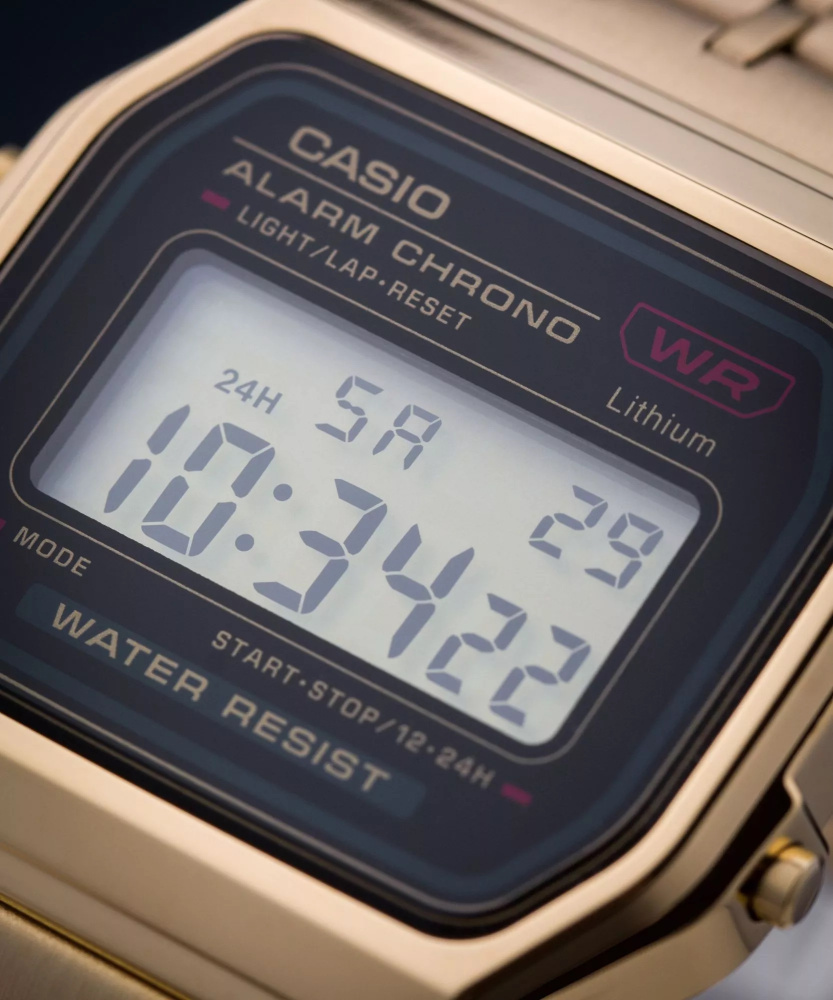 CASIO
ALARM CHRONO
LIGHT/LAP·RESET
WR
Lithium
24H SA 29
10:34 22
MODE
START·STOP/12·24H
WATER RESIST